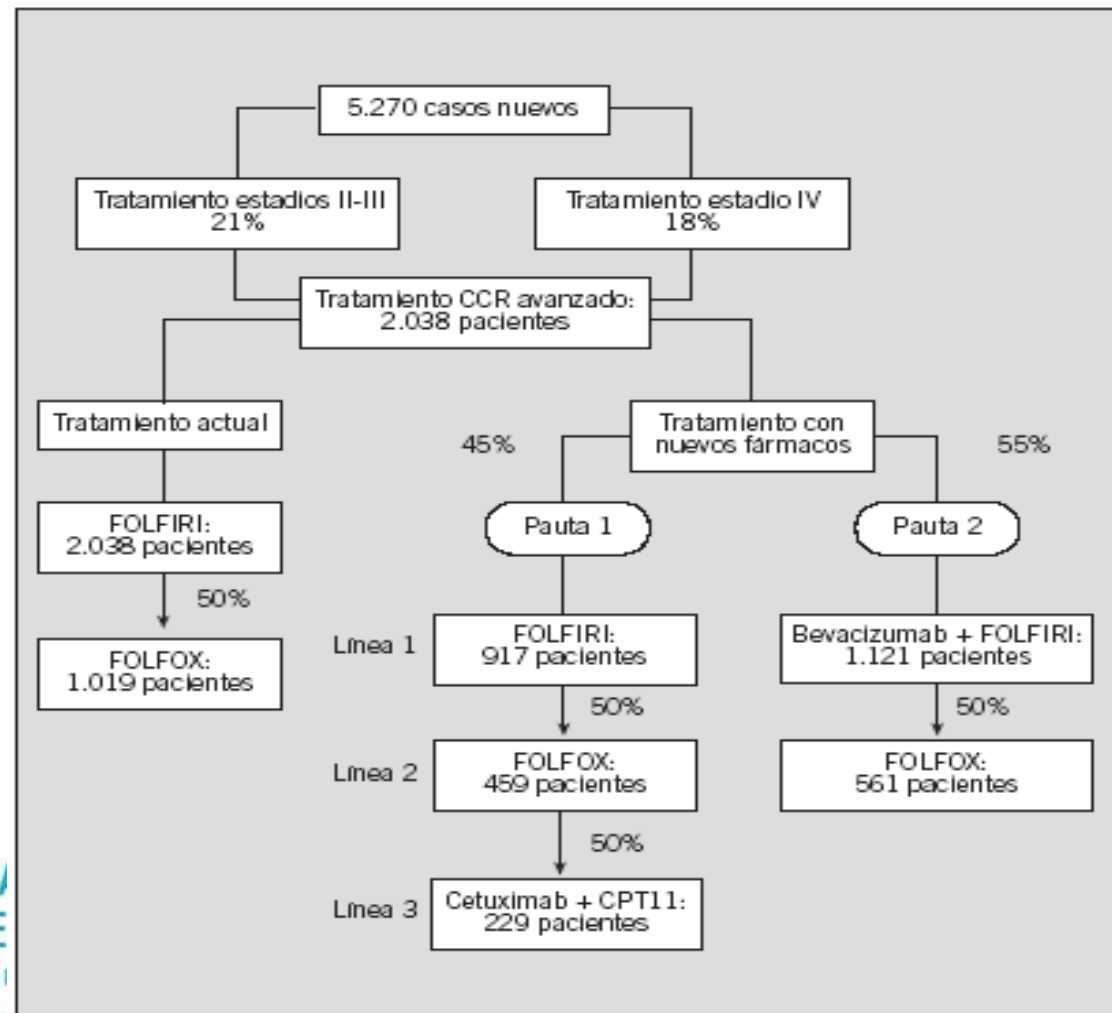 5.270 casos nuevos
Tratamiento estadios II-III
21%
Tratamiento estadio IV
18%
Tratamiento CCR avanzado:
2.038 pacientes
Tratamiento actual
45%
Tratamiento con
nuevos fármacos
55%
FOLFIRI:
2.038 pacientes
Pauta 1
Pauta 2
50%
FOLFOX:
1.019 pacientes
Línea 1
FOLFIRI:
917 pacientes
Bevacizumab + FOLFIRI:
1.121 pacientes
50%
50%
Línea 2
FOLFOX:
459 pacientes
FOLFOX:
561 pacientes
50%
Línea 3
Cetuximab + CPT11:
229 pacientes